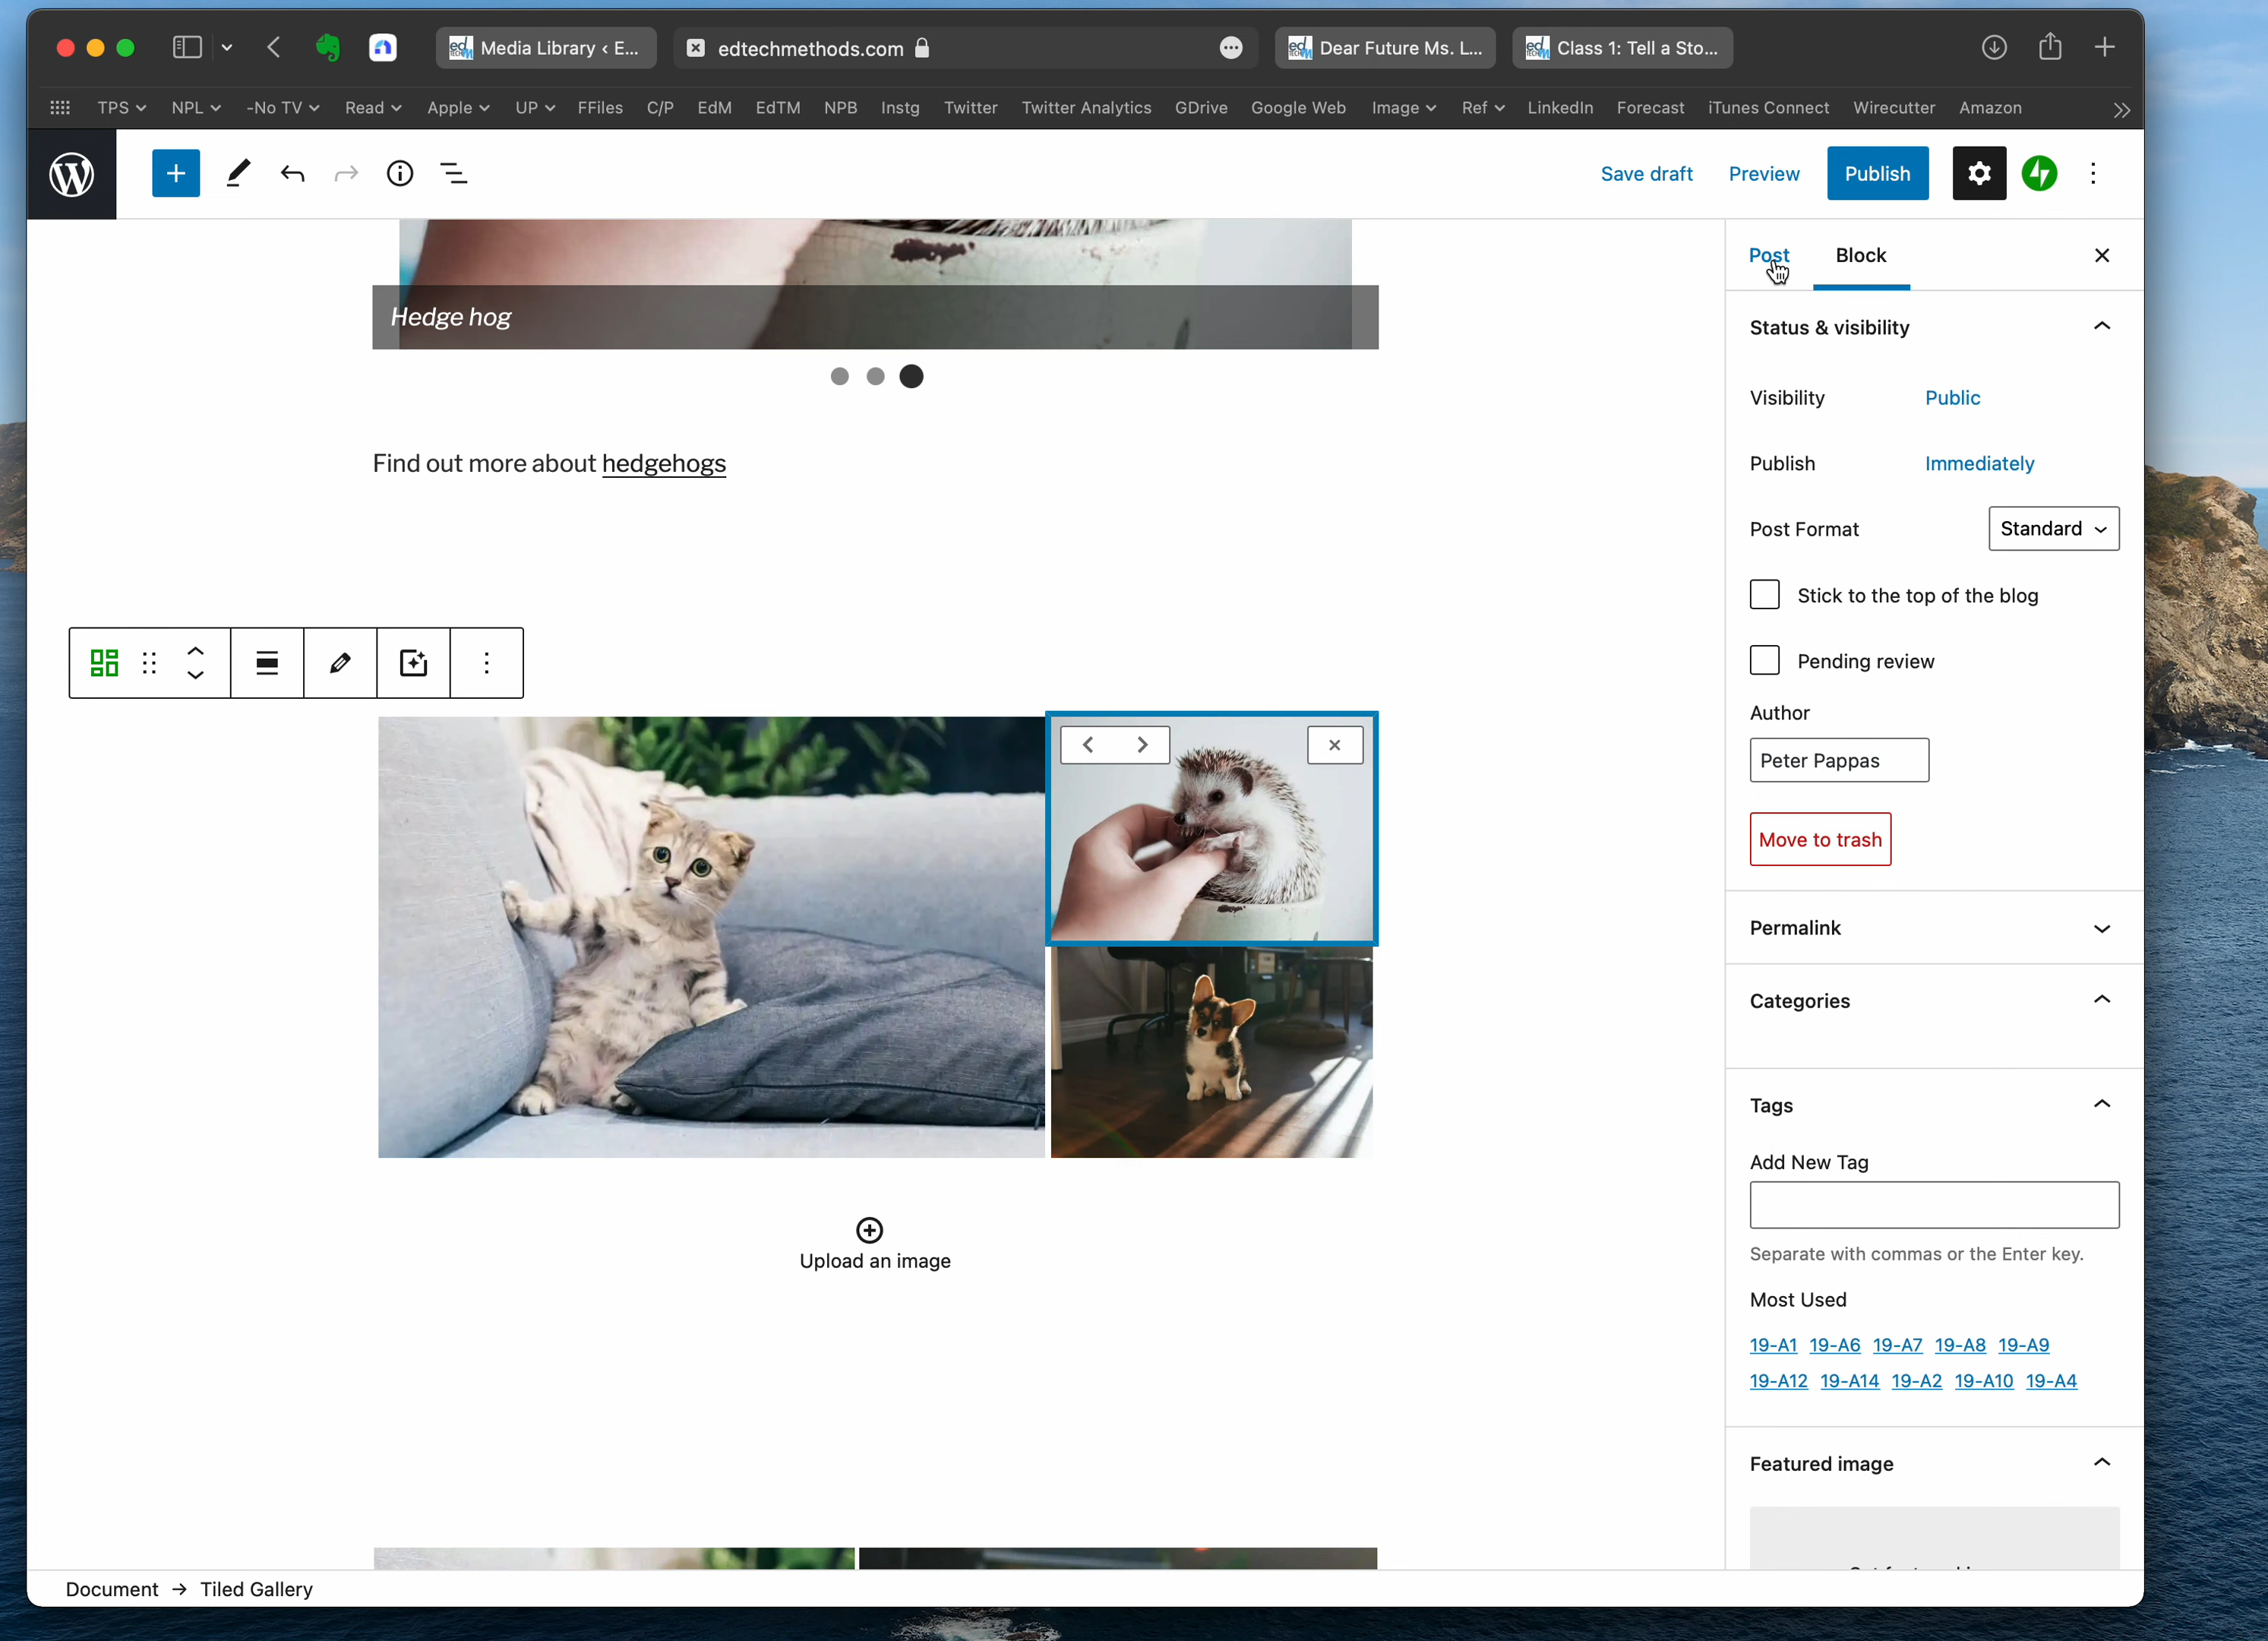 Media Library ‹ E...
edtechmethods.com
Dear Future Ms. L...
Class 1: Tell a Sto...
TPS
NPL
-No TV
Read
Apple
UP
FFiles
C/P
EdM
EdTM
NPB
Instg
Twitter
Twitter Analytics
GDrive
Google Web
Image
Ref
LinkedIn
Forecast
iTunes Connect
Wirecutter
Amazon
Save draft
Preview
Publish
Hedge hog
Find out more about hedgehogs
Upload an image
Post
Block
Status & visibility
Visibility Public
Publish Immediately
Post Format Standard
Stick to the top of the blog
Pending review
Author
Peter Pappas
Move to trash
Permalink
Categories
Tags
Add New Tag
Separate with commas or the Enter key.
Most Used
19-A1 19-A6 19-A7 19-A8 19-A9
19-A12 19-A14 19-A2 19-A10 19-A4
Featured image
Document → Tiled Gallery